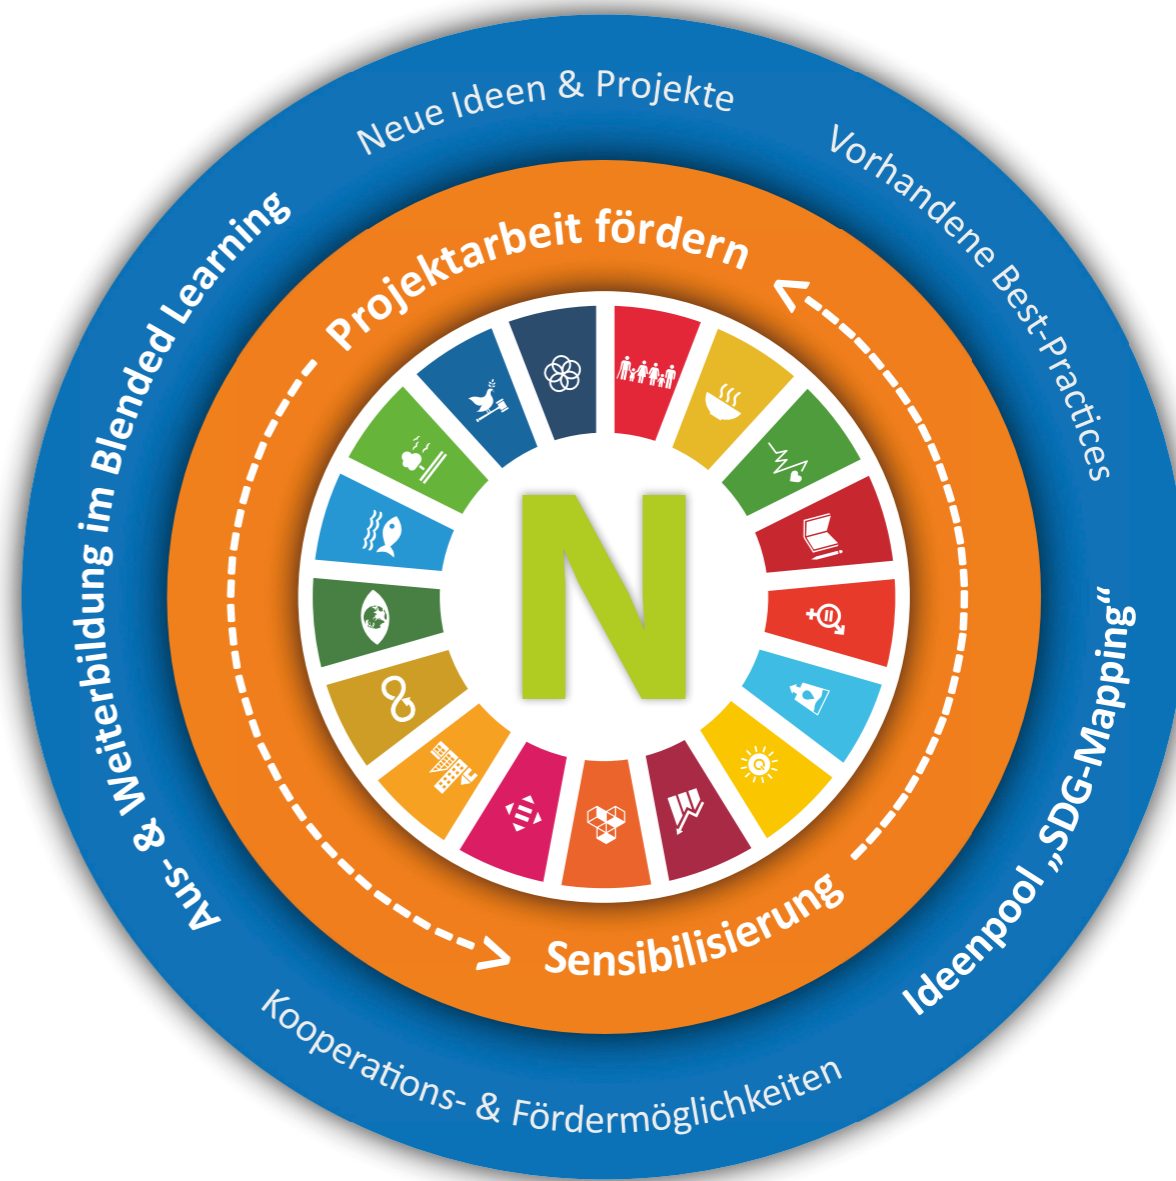 Neue Ideen & Projekte
Vorhandene Best-Practices
Ideenpool „SDG-Mapping“
Kooperations- & Fördermöglichkeiten
Aus- & Weiterbildung im Blended Learning
Projektarbeit fördern
Sensibilisierung
N